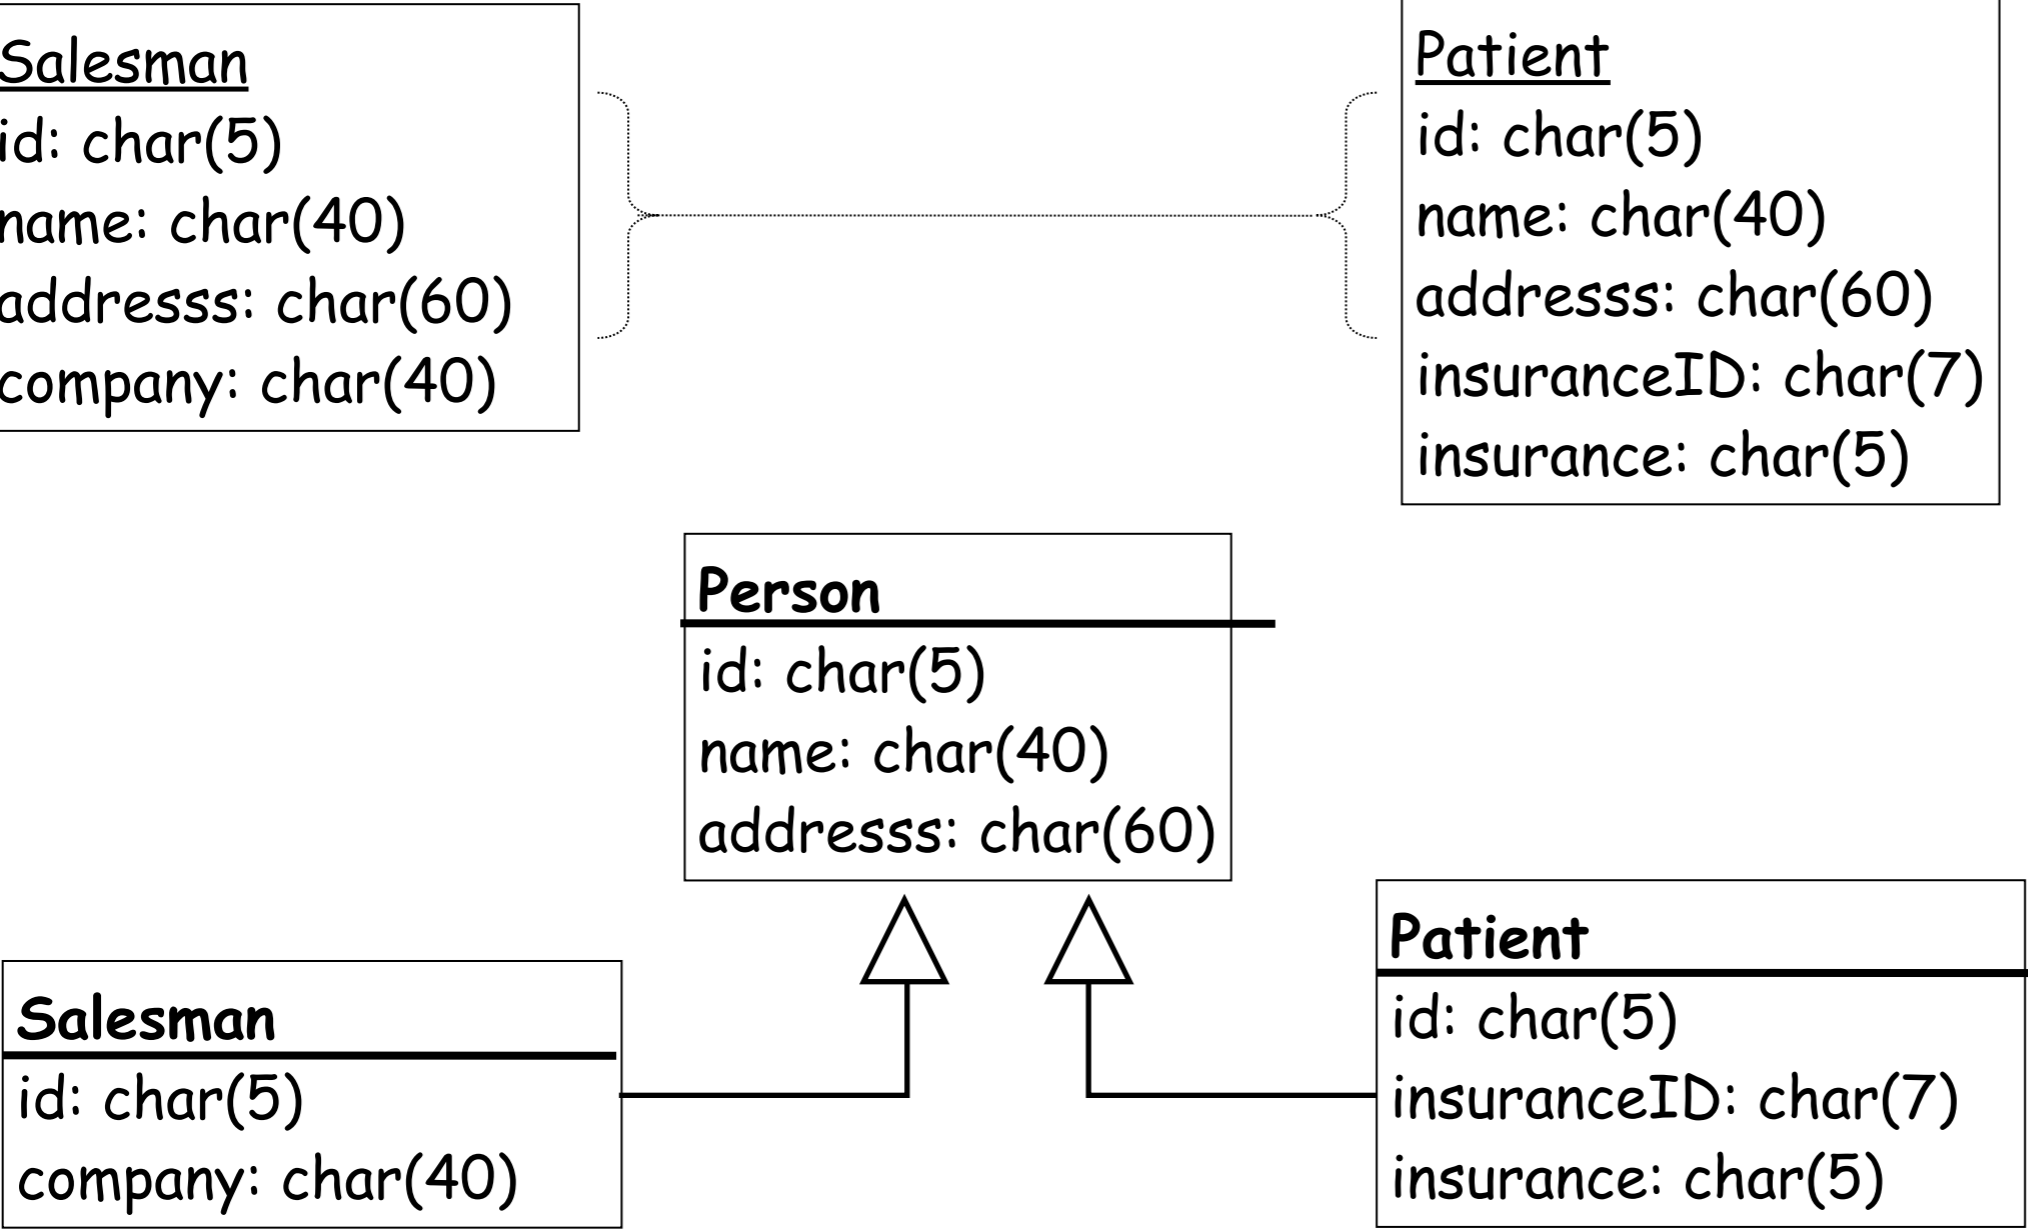 Salesman
id: char(5)
name: char(40)
addresss: char(60)
company: char(40)
Patient
id: char(5)
name: char(40)
addresss: char(60)
insuranceID: char(7)
insurance: char(5)
Person
id: char(5)
name: char(40)
addresss: char(60)
Salesman
id: char(5)
company: char(40)
Patient
id: char(5)
insuranceID: char(7)
insurance: char(5)